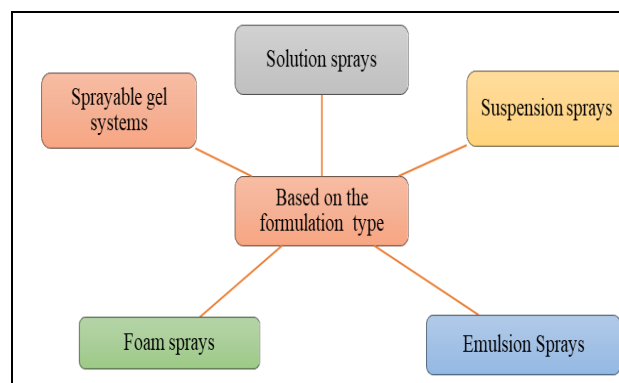 Solution sprays
Sprayable gel
systems
Suspension sprays
Based on the
formulation type
Foam sprays
Emulsion Sprays